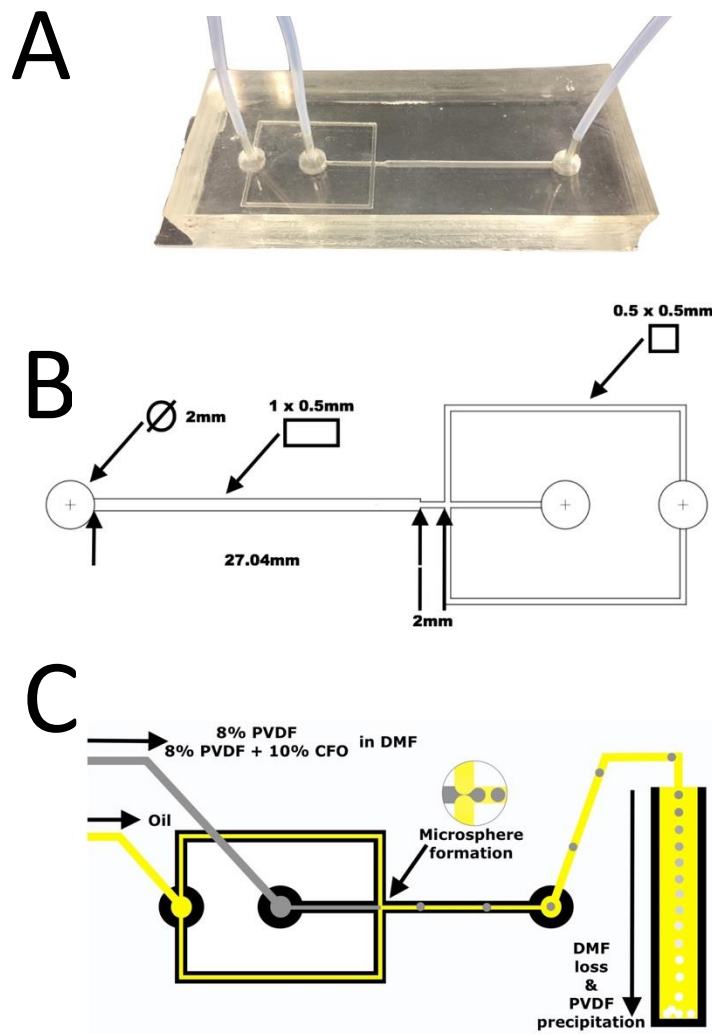 A
0.5 x 0.5mm
B
1 x 0.5mm
2mm
27.04mm
2mm
C
8% PVDF
8% PVDF + 10% CFO
in DMF
Oil
Microsphere
formation
DMF
loss
&
PVDF
precipitation